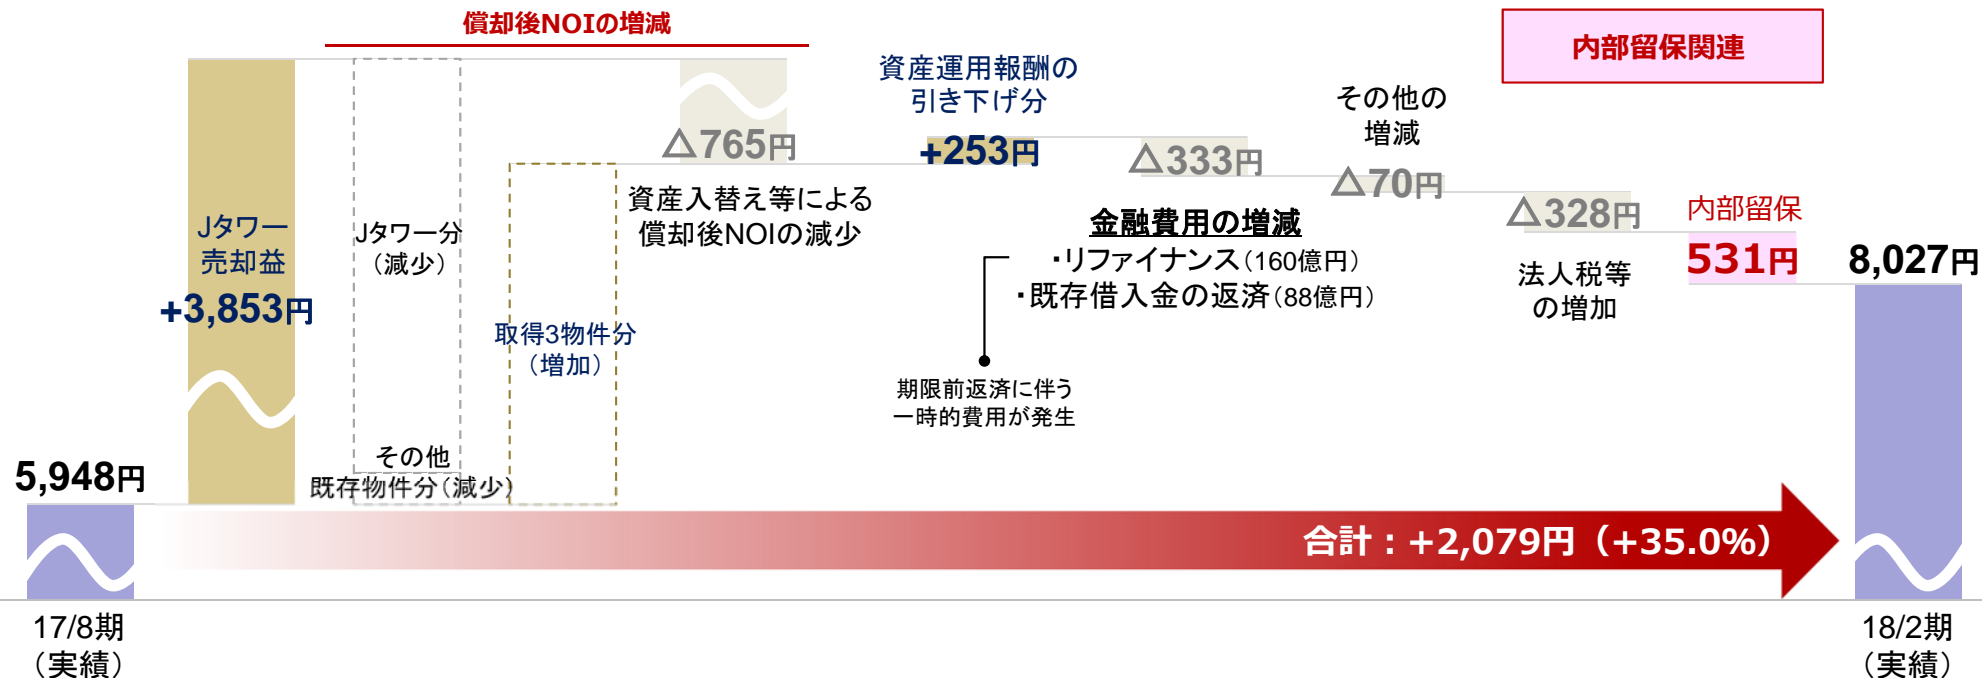 償却後NOIの増減
内部留保関連
資産運用報酬の
引き下げ分
+253円
その他の
増減
△70円
△765円
資産入替え等による
償却後NOIの減少
△333円
金融費用の増減
・リファイナンス（160億円）
・既存借入金の返済（88億円）
期限前返済に伴う
一時的費用が発生
△328円
法人税等
の増加
内部留保
531円
8,027円
Jタワー
売却益
+3,853円
Jタワー分
（減少）
取得3物件分
（増加）
その他
既存物件分（減少）
5,948円
合計：+2,079円（+35.0%）
17/8期
（実績）
18/2期
（実績）